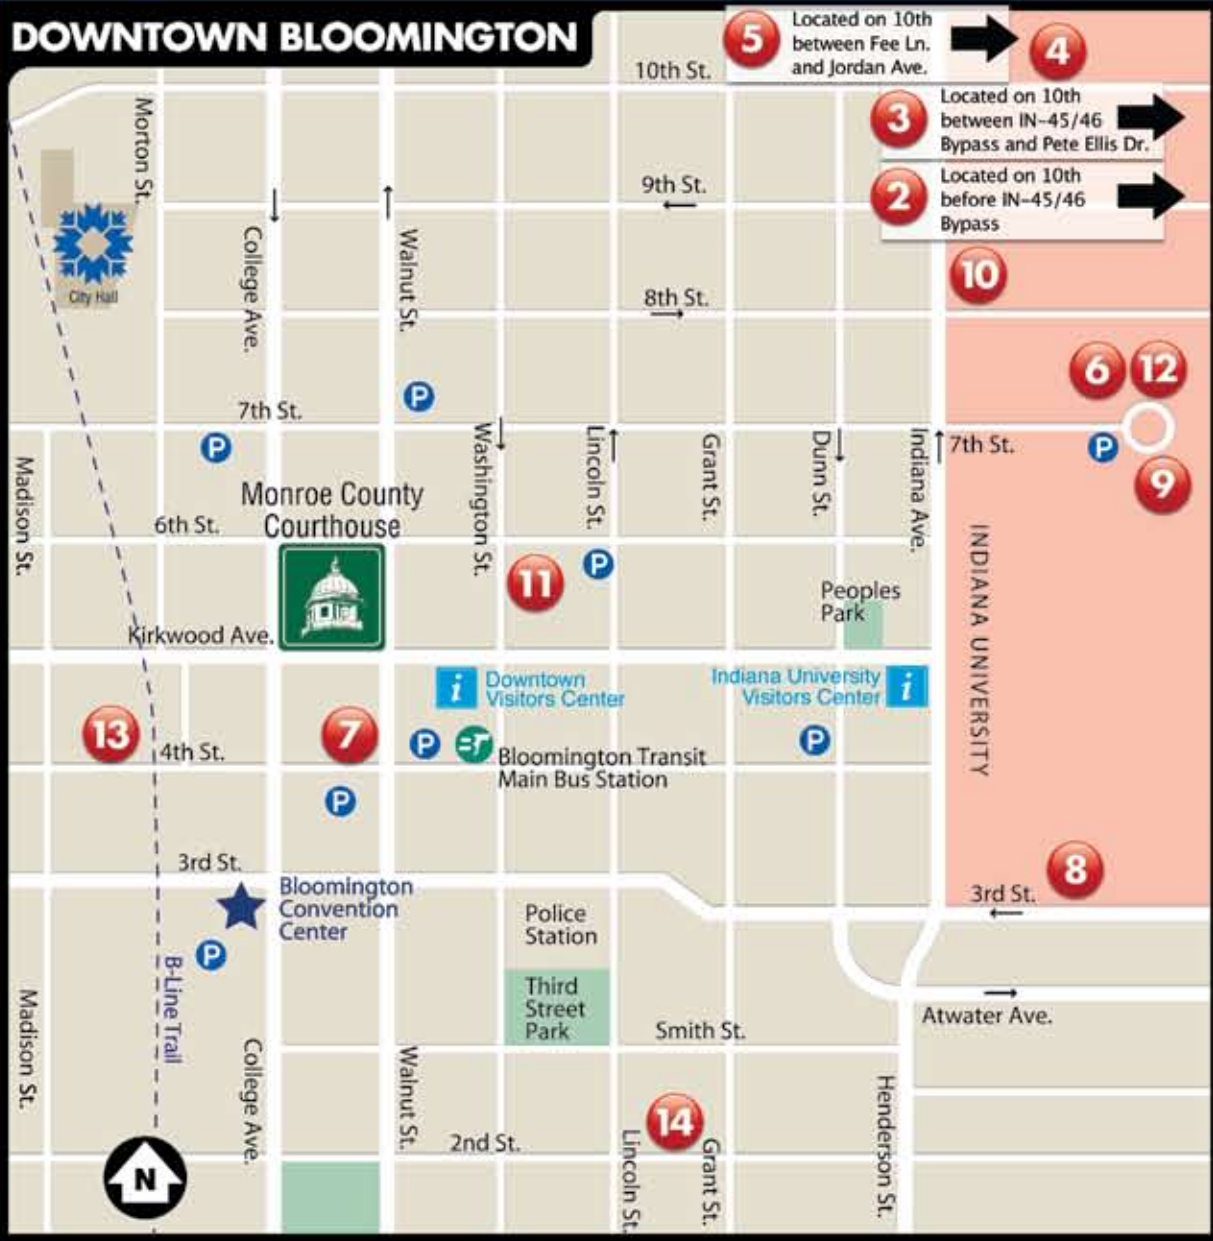 DOWNTOWN BLOOMINGTON
5
Located on 10th
between Fee Ln.
and Jordan Ave.
4
10th St.
3
Located on 10th
between IN-45/46
Bypass and Pete Ellis Dr.
Morton St.
9th St.
2
Located on 10th
before IN-45/46
Bypass
City Hall
College Ave.
Walnut St.
10
8th St.
6
12
P
7th St.
P
Washington St.
Lincoln St.
Grant St.
Dunn St.
Indiana Ave.
7th St.
P
9
Madison St.
Monroe County
Courthouse
6th St.
11
P
INDIANA UNIVERSITY
Peoples
Park
Kirkwood Ave.
i
Downtown
Visitors Center
Indiana University
Visitors Center
i
13
7
P
BT
Bloomington Transit
Main Bus Station
P
4th St.
P
3rd St.
8
3rd St.
Bloomington
Convention
Center
Police
Station
P
B-Line Trail
Third
Street
Park
Madison St.
Smith St.
Atwater Ave.
College Ave.
Walnut St.
Henderson St.
14
2nd St.
Lincoln St.
Grant St.
N